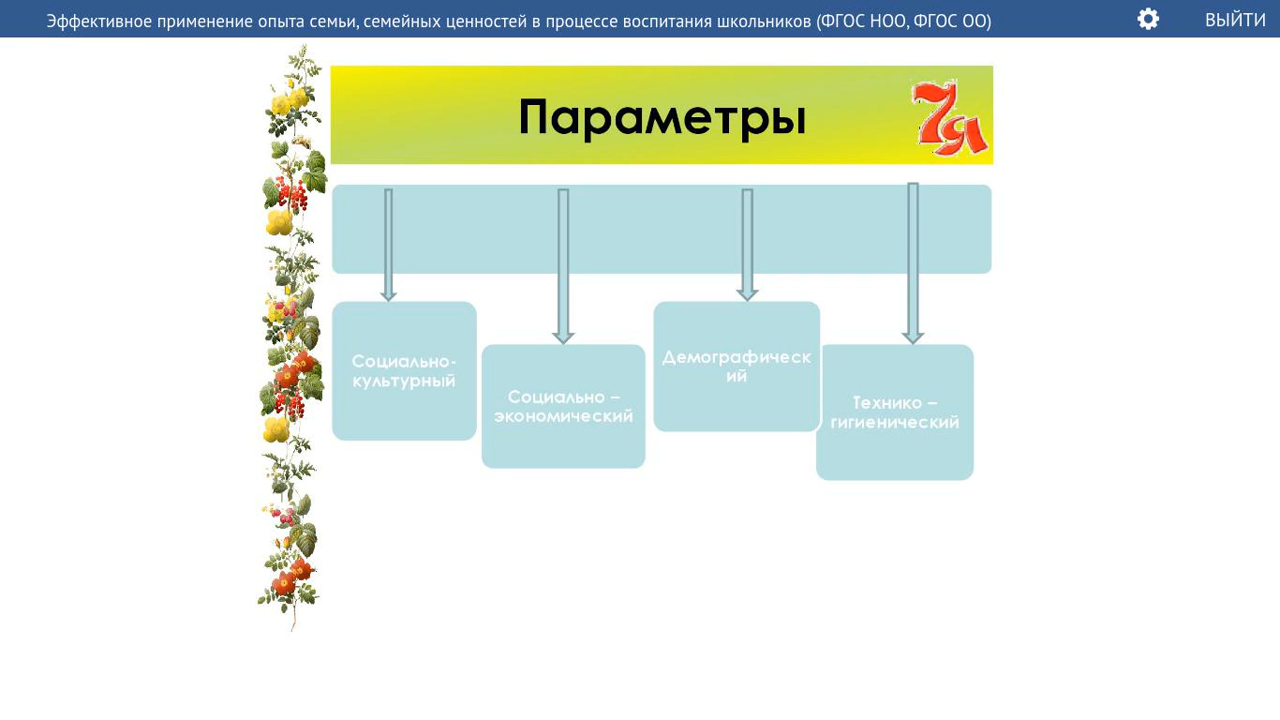 Эффективное применение опыта семьи, семейных ценностей в процессе воспитания школьников (ФГОС НОО, ФГОС ОО)
ВЫЙТИ
Параметры
7я
Социально-
культурный
Социально –
экономический
Демографическ
ий
Технико –
гигиенический